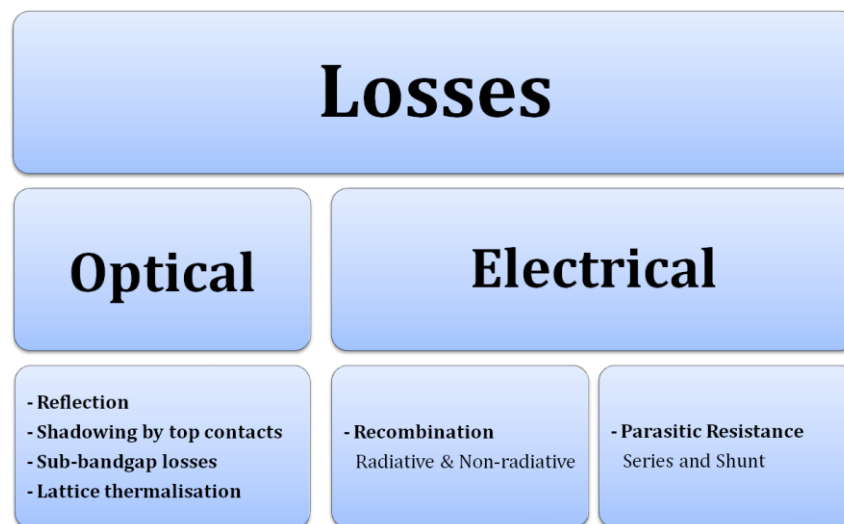 Losses
Optical
Electrical
- Reflection
- Shadowing by top contacts
- Sub-bandgap losses
- Lattice thermalisation
- Recombination
Radiative & Non-radiative
- Parasitic Resistance
Series and Shunt